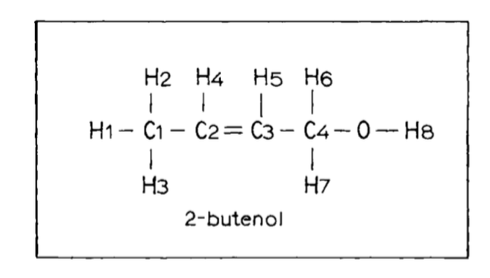 H2 H4 H5 H6
H1-C1-C2=C3-C4-O-H8
H3 H7
2-butenol